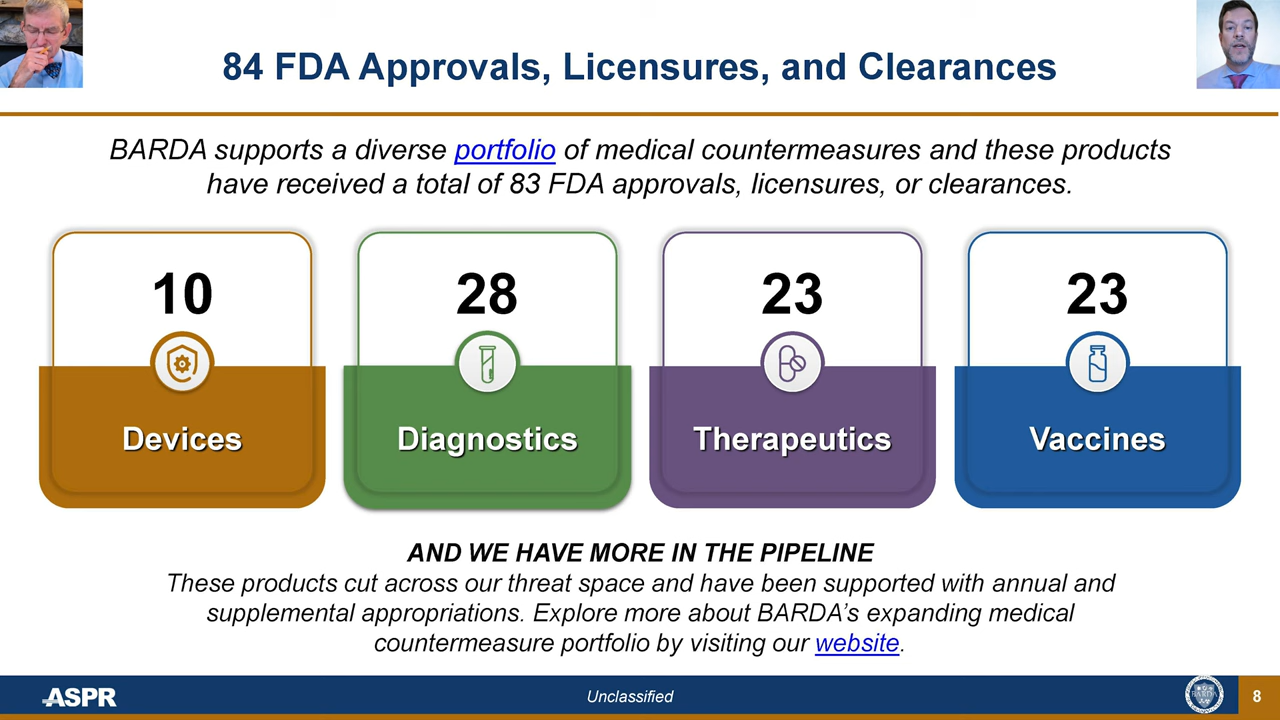 84 FDA Approvals, Licensures, and Clearances
BARDA supports a diverse portfolio of medical countermeasures and these products
have received a total of 83 FDA approvals, licensures, or clearances.
10
28
23
23
Devices
Diagnostics
Therapeutics
Vaccines
AND WE HAVE MORE IN THE PIPELINE
These products cut across our threat space and have been supported with annual and
supplemental appropriations. Explore more about BARDA’s expanding medical
countermeasure portfolio by visiting our website.
ASPR
Unclassified
BARDA
8